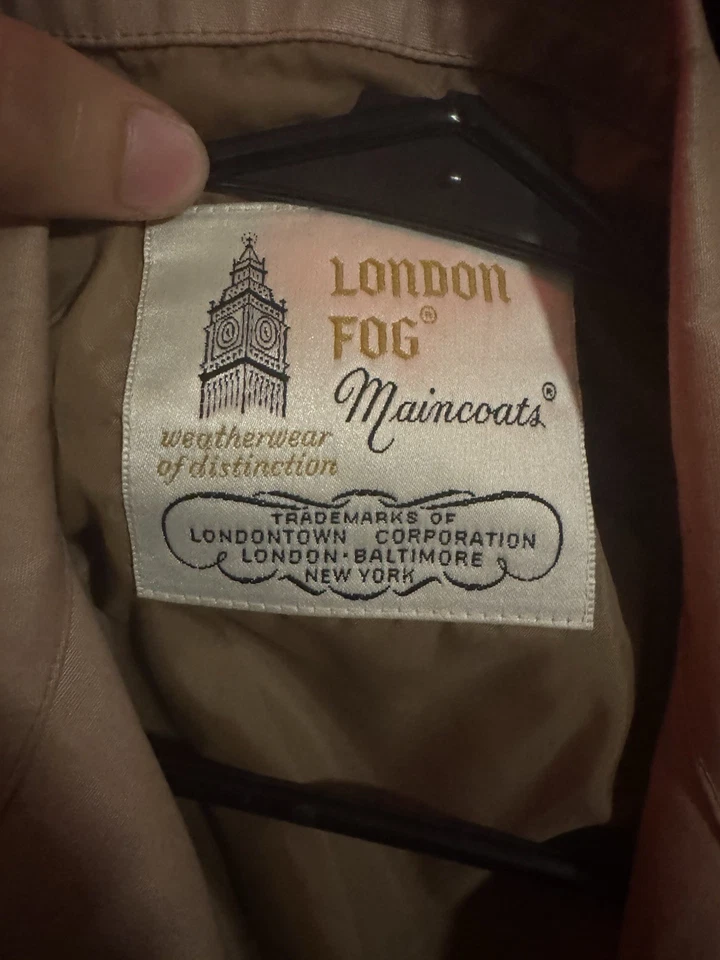 LONDON
FOG®
Maincoats®
weatherwear
of distinction
TRADEMARKS OF
LONDONTOWN CORPORATION
LONDON·BALTIMORE
NEW YORK